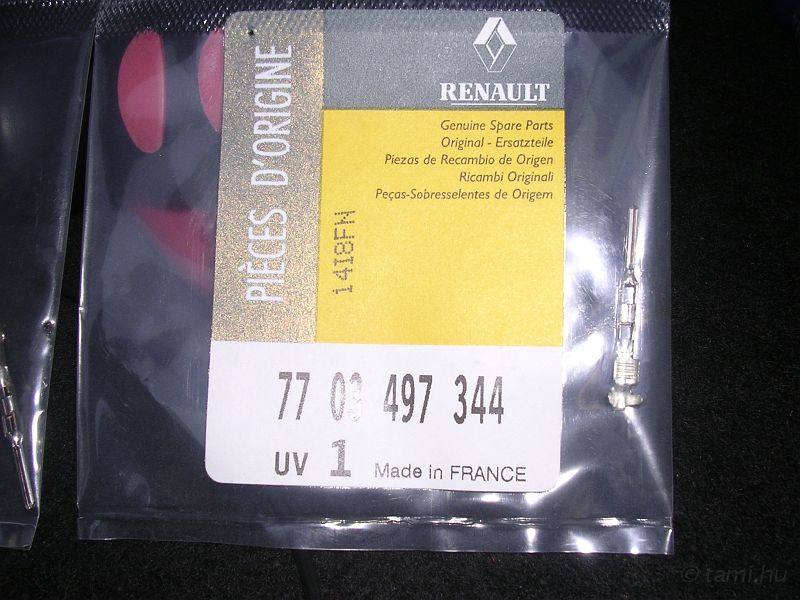 RENAULT
PIÈCES D'ORIGINE
Genuine Spare Parts
Original - Ersatzteile
Piezas de Recambio de Origen
Ricambi Originali
Peças-Sobresselentes de Origem
14I8FM
77 03 497 344
UV 1 Made in FRANCE
© tami.hu